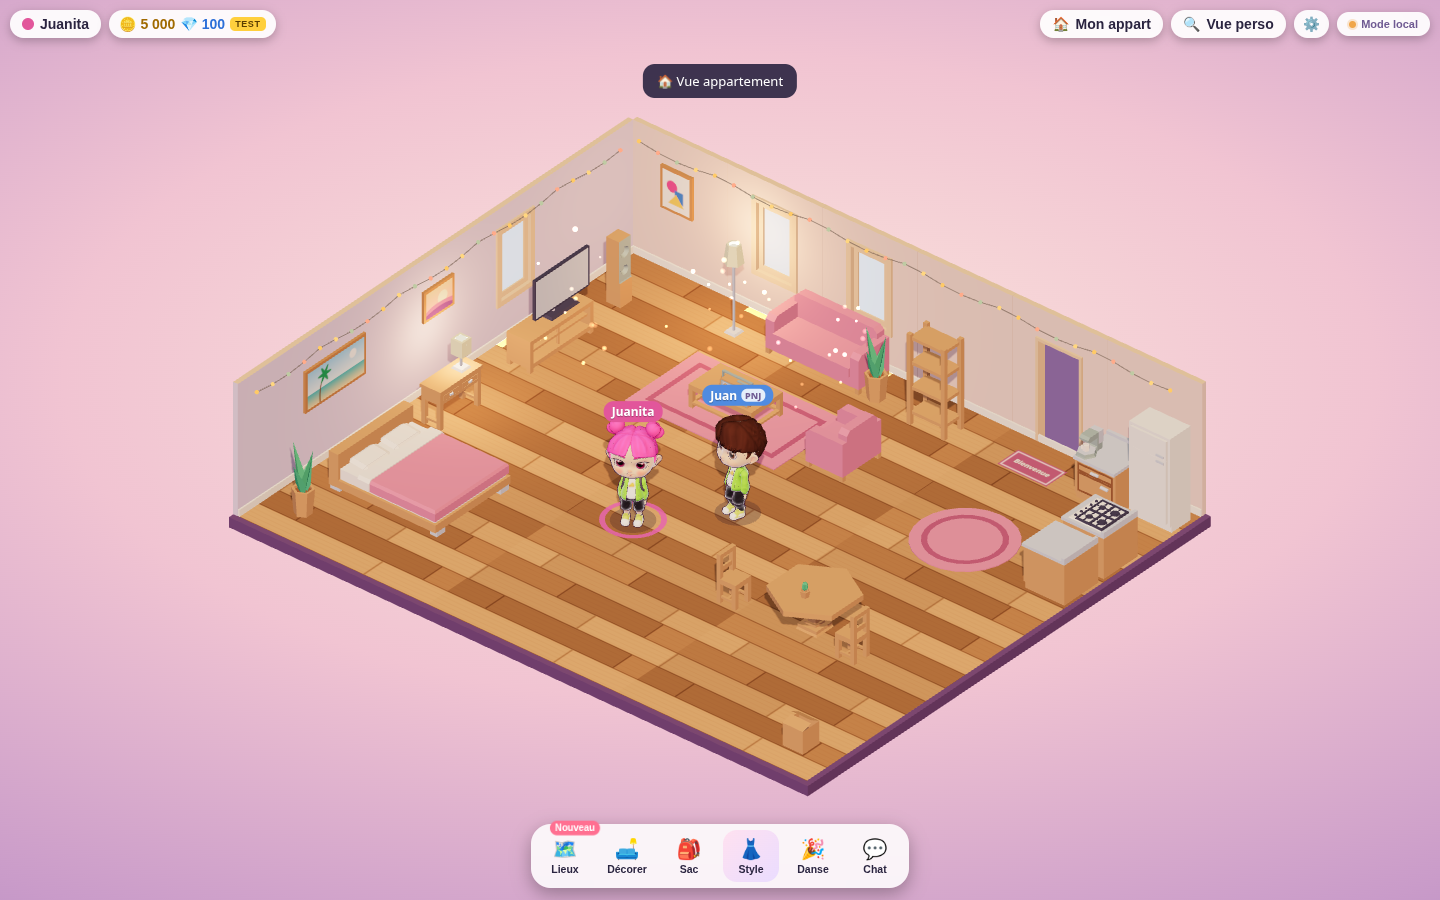 Juanita
5 000 100 TEST
Mon appart
Vue perso
Mode local
Vue appartement
Juan PNJ
Juanita
Bienvenue
Nouveau
Lieux
Décorer
Sac
Style
Danse
Chat